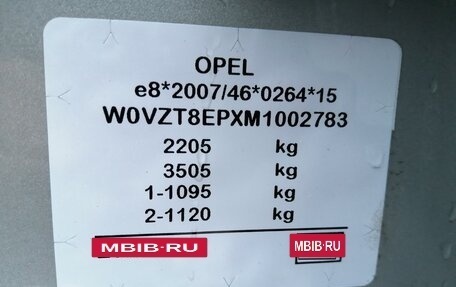 OPEL
e8*2007/46*0264*15
W0VZT8EPXM1002783
2205 kg
3505 kg
1-1095 kg
2-1120 kg
MBIB.RU MBIB.RU